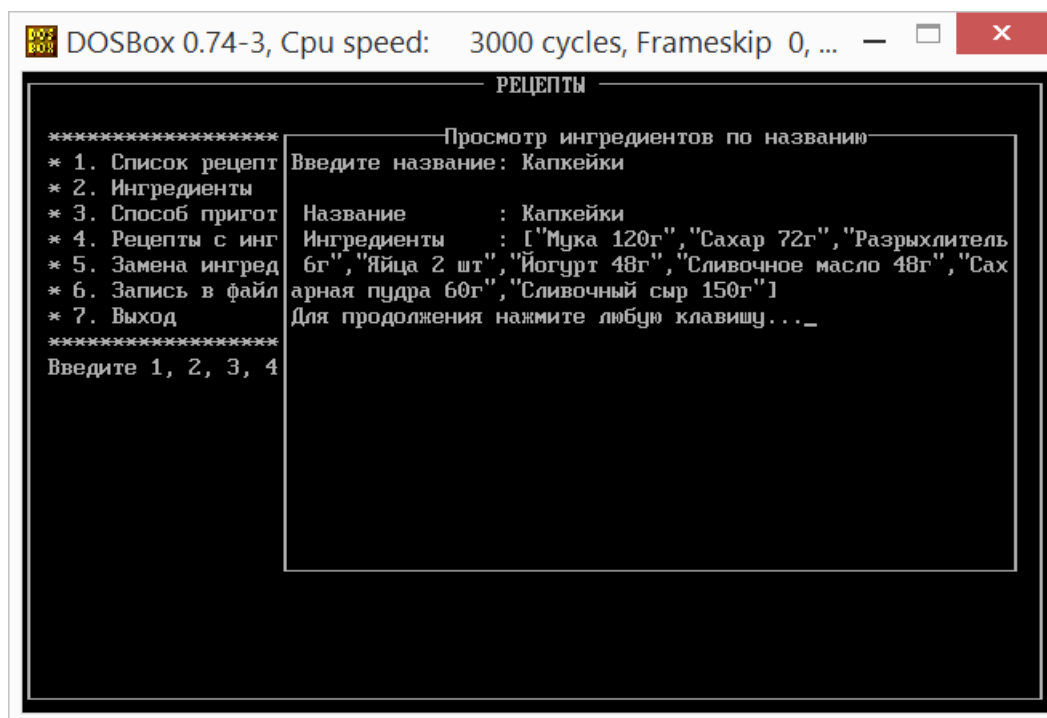 DOSBox 0.74-3, Cpu speed: 3000 cycles, Frameskip 0, ...
РЕЦЕПТЫ
******************
* 1. Список рецепт
* 2. Ингредиенты
* 3. Способ пригот
* 4. Рецепты с инг
* 5. Замена ингред
* 6. Запись в файл
* 7. Выход
******************
Введите 1, 2, 3, 4
Просмотр ингредиентов по названию
Введите название: Капкейки
Название : Капкейки
Ингредиенты : ["Мука 120г","Сахар 72г","Разрыхлитель
6г","Яйца 2 шт","Йогурт 48г","Сливочное масло 48г","Сах
арная пудра 60г","Сливочный сыр 150г"]
Для продолжения нажмите любую клавишу..._